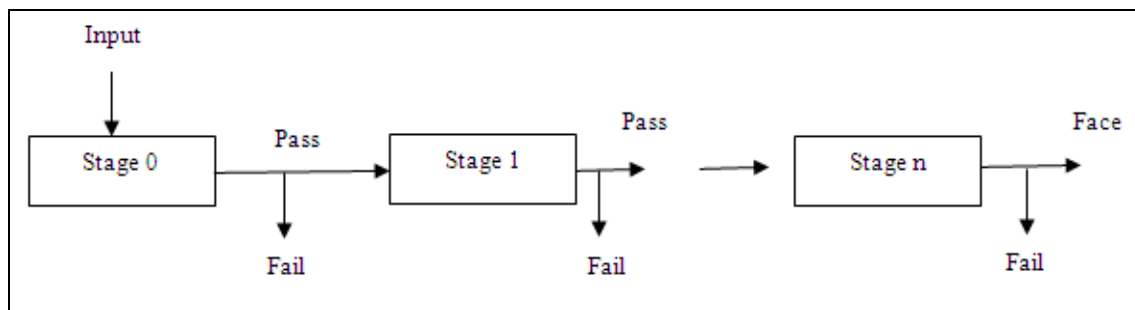 Input
Stage 0
Pass
Fail
Stage 1
Pass
Fail
Stage n
Face
Fail